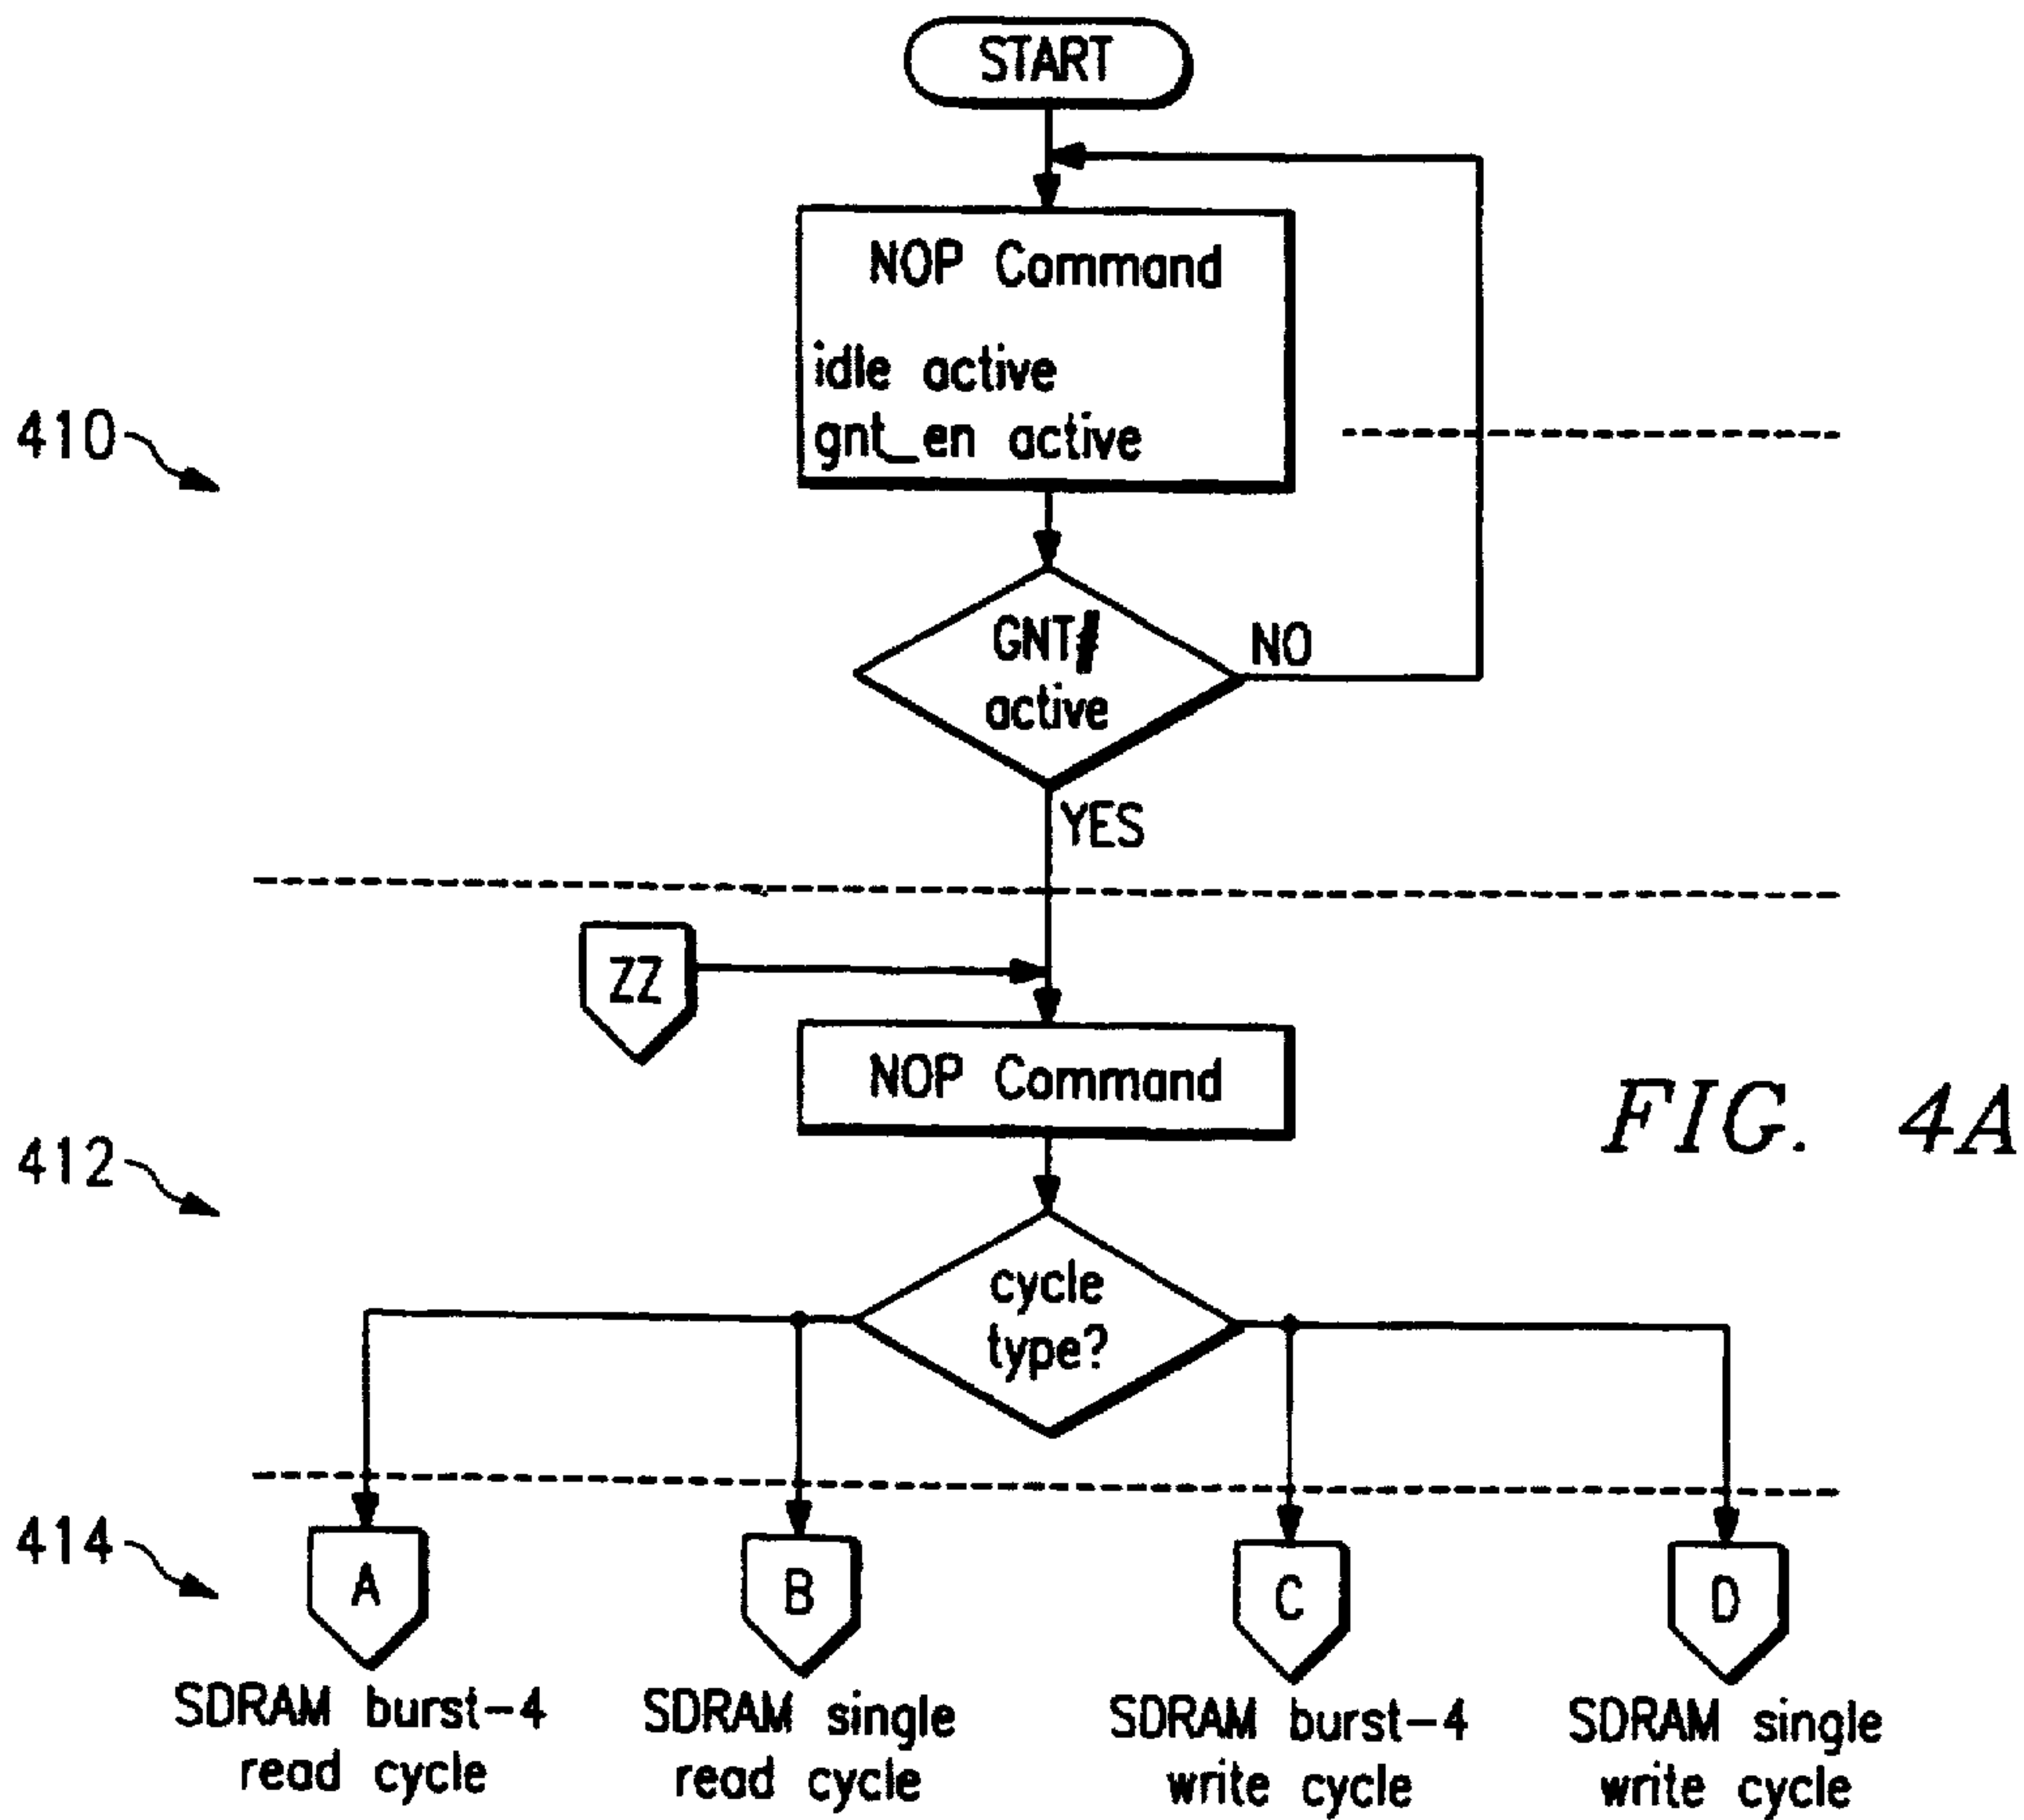 START
NOP Command
idle active
gnt_en active
410
GNT#
active
NO
YES
ZZ
NOP Command
FIG. 4A
412
cycle
type?
414
A
B
C
D
SDRAM burst-4
read cycle
SDRAM single
read cycle
SDRAM burst-4
write cycle
SDRAM single
write cycle